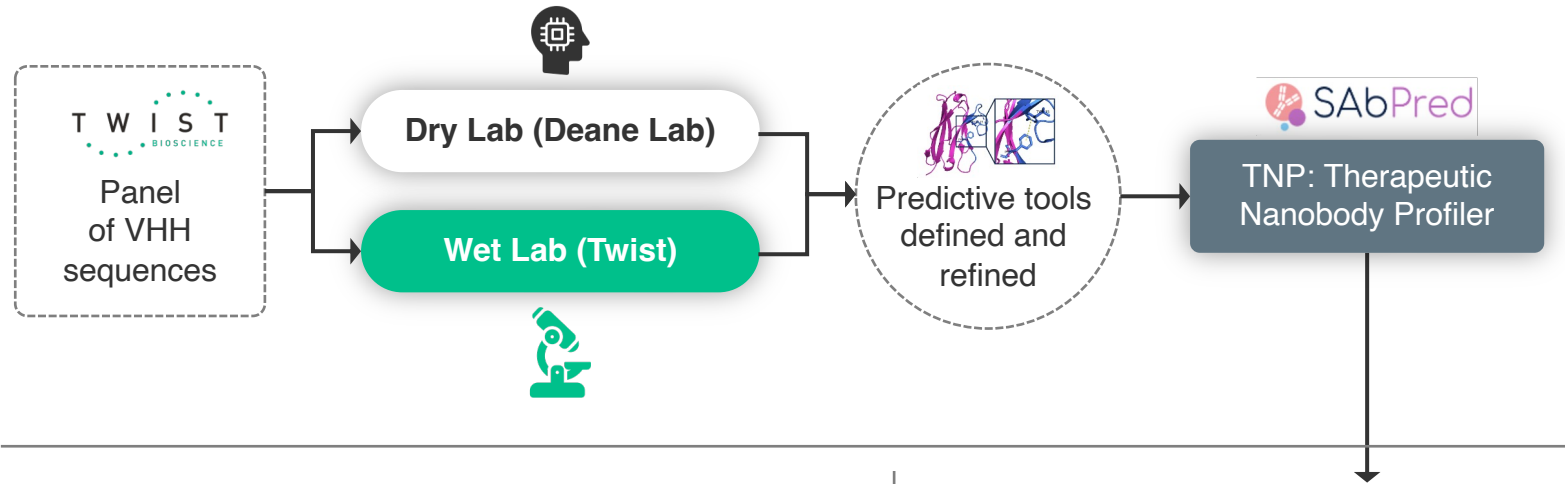 TWIST
BIOSCIENCE
Panel
of VHH
sequences
Dry Lab (Deane Lab)
Wet Lab (Twist)
Predictive tools
defined and
refined
SAbPred
TNP: Therapeutic
Nanobody Profiler